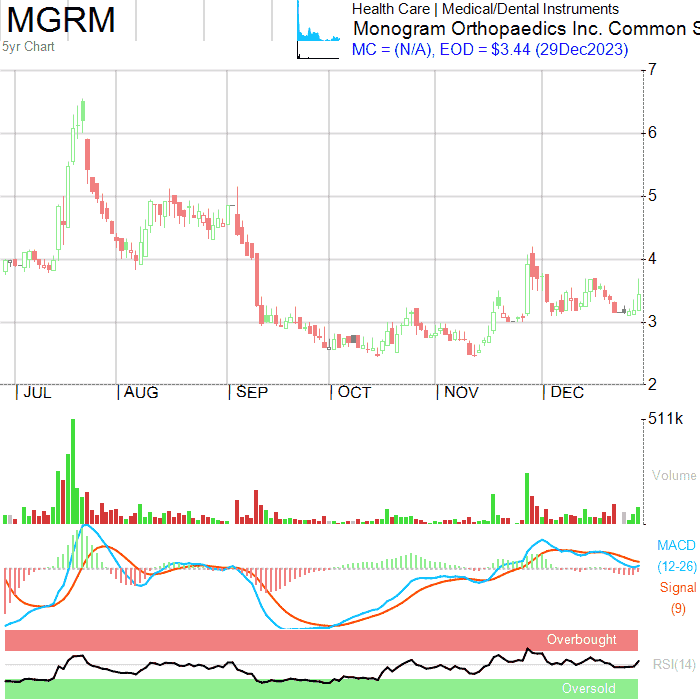 MGRM
5yr Chart
Health Care | Medical/Dental Instruments
Monogram Orthopaedics Inc. Common S
MC = (N/A), EOD = $3.44 (29Dec2023)
7
6
5
4
3
2
JUL AUG SEP OCT NOV DEC
511k
Volume
MACD
(12-26)
Signal
(9)
Overbought
RSI(14)
Oversold